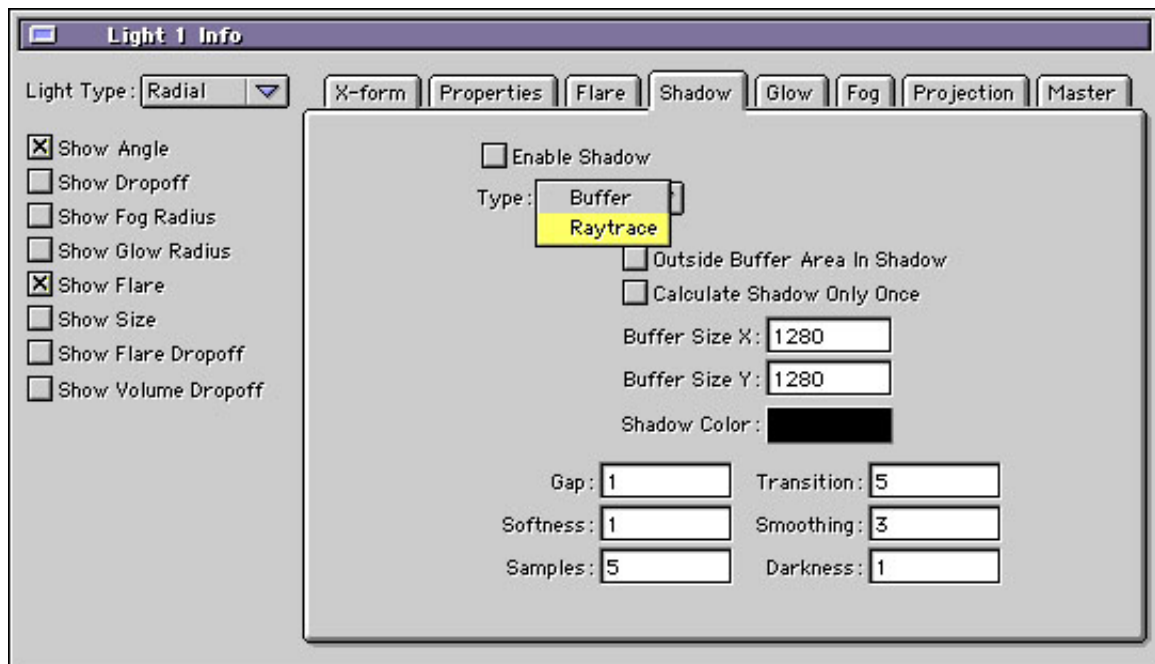 Light 1 Info
Light Type: Radial
X-form Properties Flare Shadow Glow Fog Projection Master
Show Angle
Show Dropoff
Show Fog Radius
Show Glow Radius
Show Flare
Show Size
Show Flare Dropoff
Show Volume Dropoff
Enable Shadow
Type: Buffer
Raytrace
Outside Buffer Area In Shadow
Calculate Shadow Only Once
Buffer Size X: 1280
Buffer Size Y: 1280
Shadow Color:
Gap: 1 Transition: 5
Softness: 1 Smoothing: 3
Samples: 5 Darkness: 1